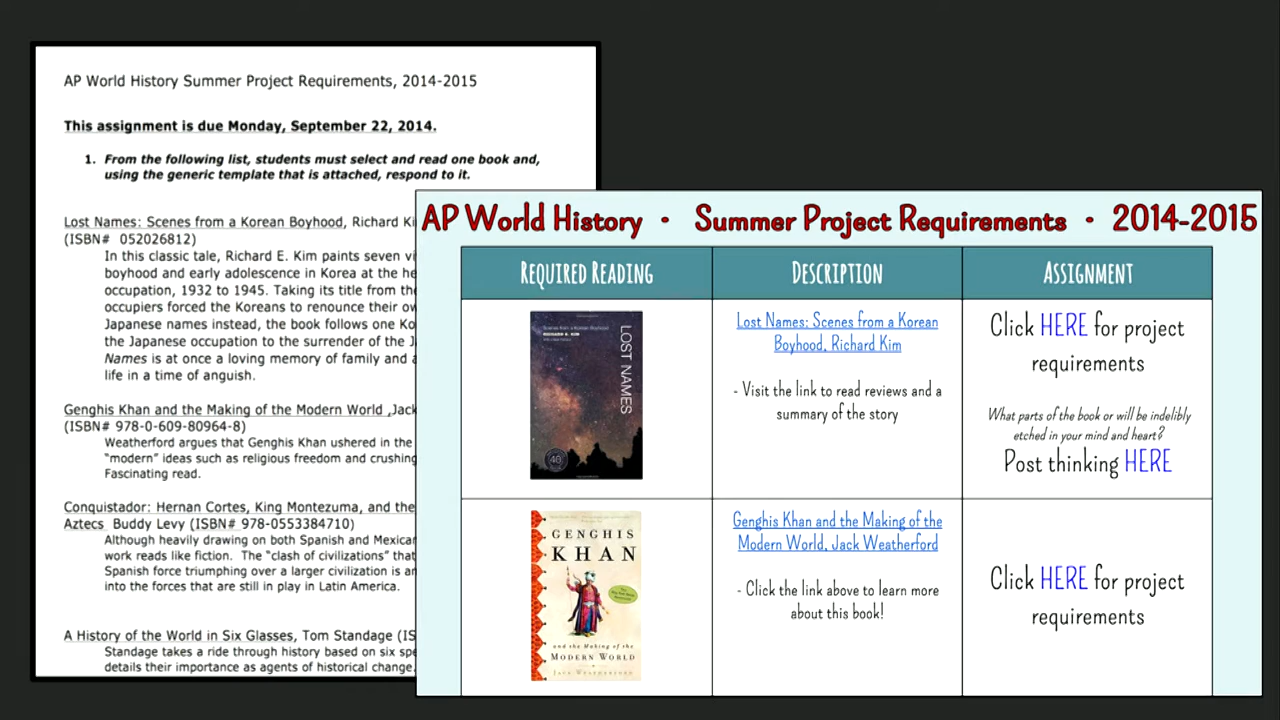 AP World History Summer Project Requirements, 2014-2015
This assignment is due Monday, September 22, 2014.
1. From the following list, students must select and read one book and,
using the generic template that is attached, respond to it.
Lost Names: Scenes from a Korean Boyhood, Richard Ki
(ISBN# 052026812)
In this classic tale, Richard E. Kim paints seven vi
boyhood and early adolescence in Korea at the he
occupation, 1932 to 1945. Taking its title from the
occupiers forced the Koreans to renounce their ow
Japanese names instead, the book follows one Ko
the Japanese occupation to the surrender of the J
Names is at once a loving memory of family and a
life in a time of anguish.
Genghis Khan and the Making of the Modern World ,Jack
(ISBN# 978-0-609-80964-8)
Weatherford argues that Genghis Khan ushered in the
"modern" ideas such as religious freedom and crushing
Fascinating read.
Conquistador: Hernan Cortes, King Montezuma, and the
Aztecs Buddy Levy (ISBN# 978-0553384710)
Although heavily drawing on both Spanish and Mexican
work reads like fiction. The "clash of civilizations" that
Spanish force triumphing over a larger civilization is an
into the forces that are still in play in Latin America.
A History of the World in Six Glasses, Tom Standage (IS
Standage takes a ride through history based on six spe
details their importance as agents of historical change.
AP World History · Summer Project Requirements · 2014-2015
REQUIRED READING
DESCRIPTION
ASSIGNMENT
Scenes from a Korean Boyhood
RICHARD E. KIM
LOST NAMES
40
Lost Names: Scenes from a Korean
Boyhood, Richard Kim
- Visit the link to read reviews and a
summary of the story
Click HERE for project
requirements
What parts of the book or will be indelibly
etched in your mind and heart?
Post thinking HERE
GENGHIS
KHAN
and the Making of the
MODERN WORLD
JACK WEATHERFORD
Genghis Khan and the Making of the
Modern World, Jack Weatherford
- Click the link above to learn more
about this book!
Click HERE for project
requirements